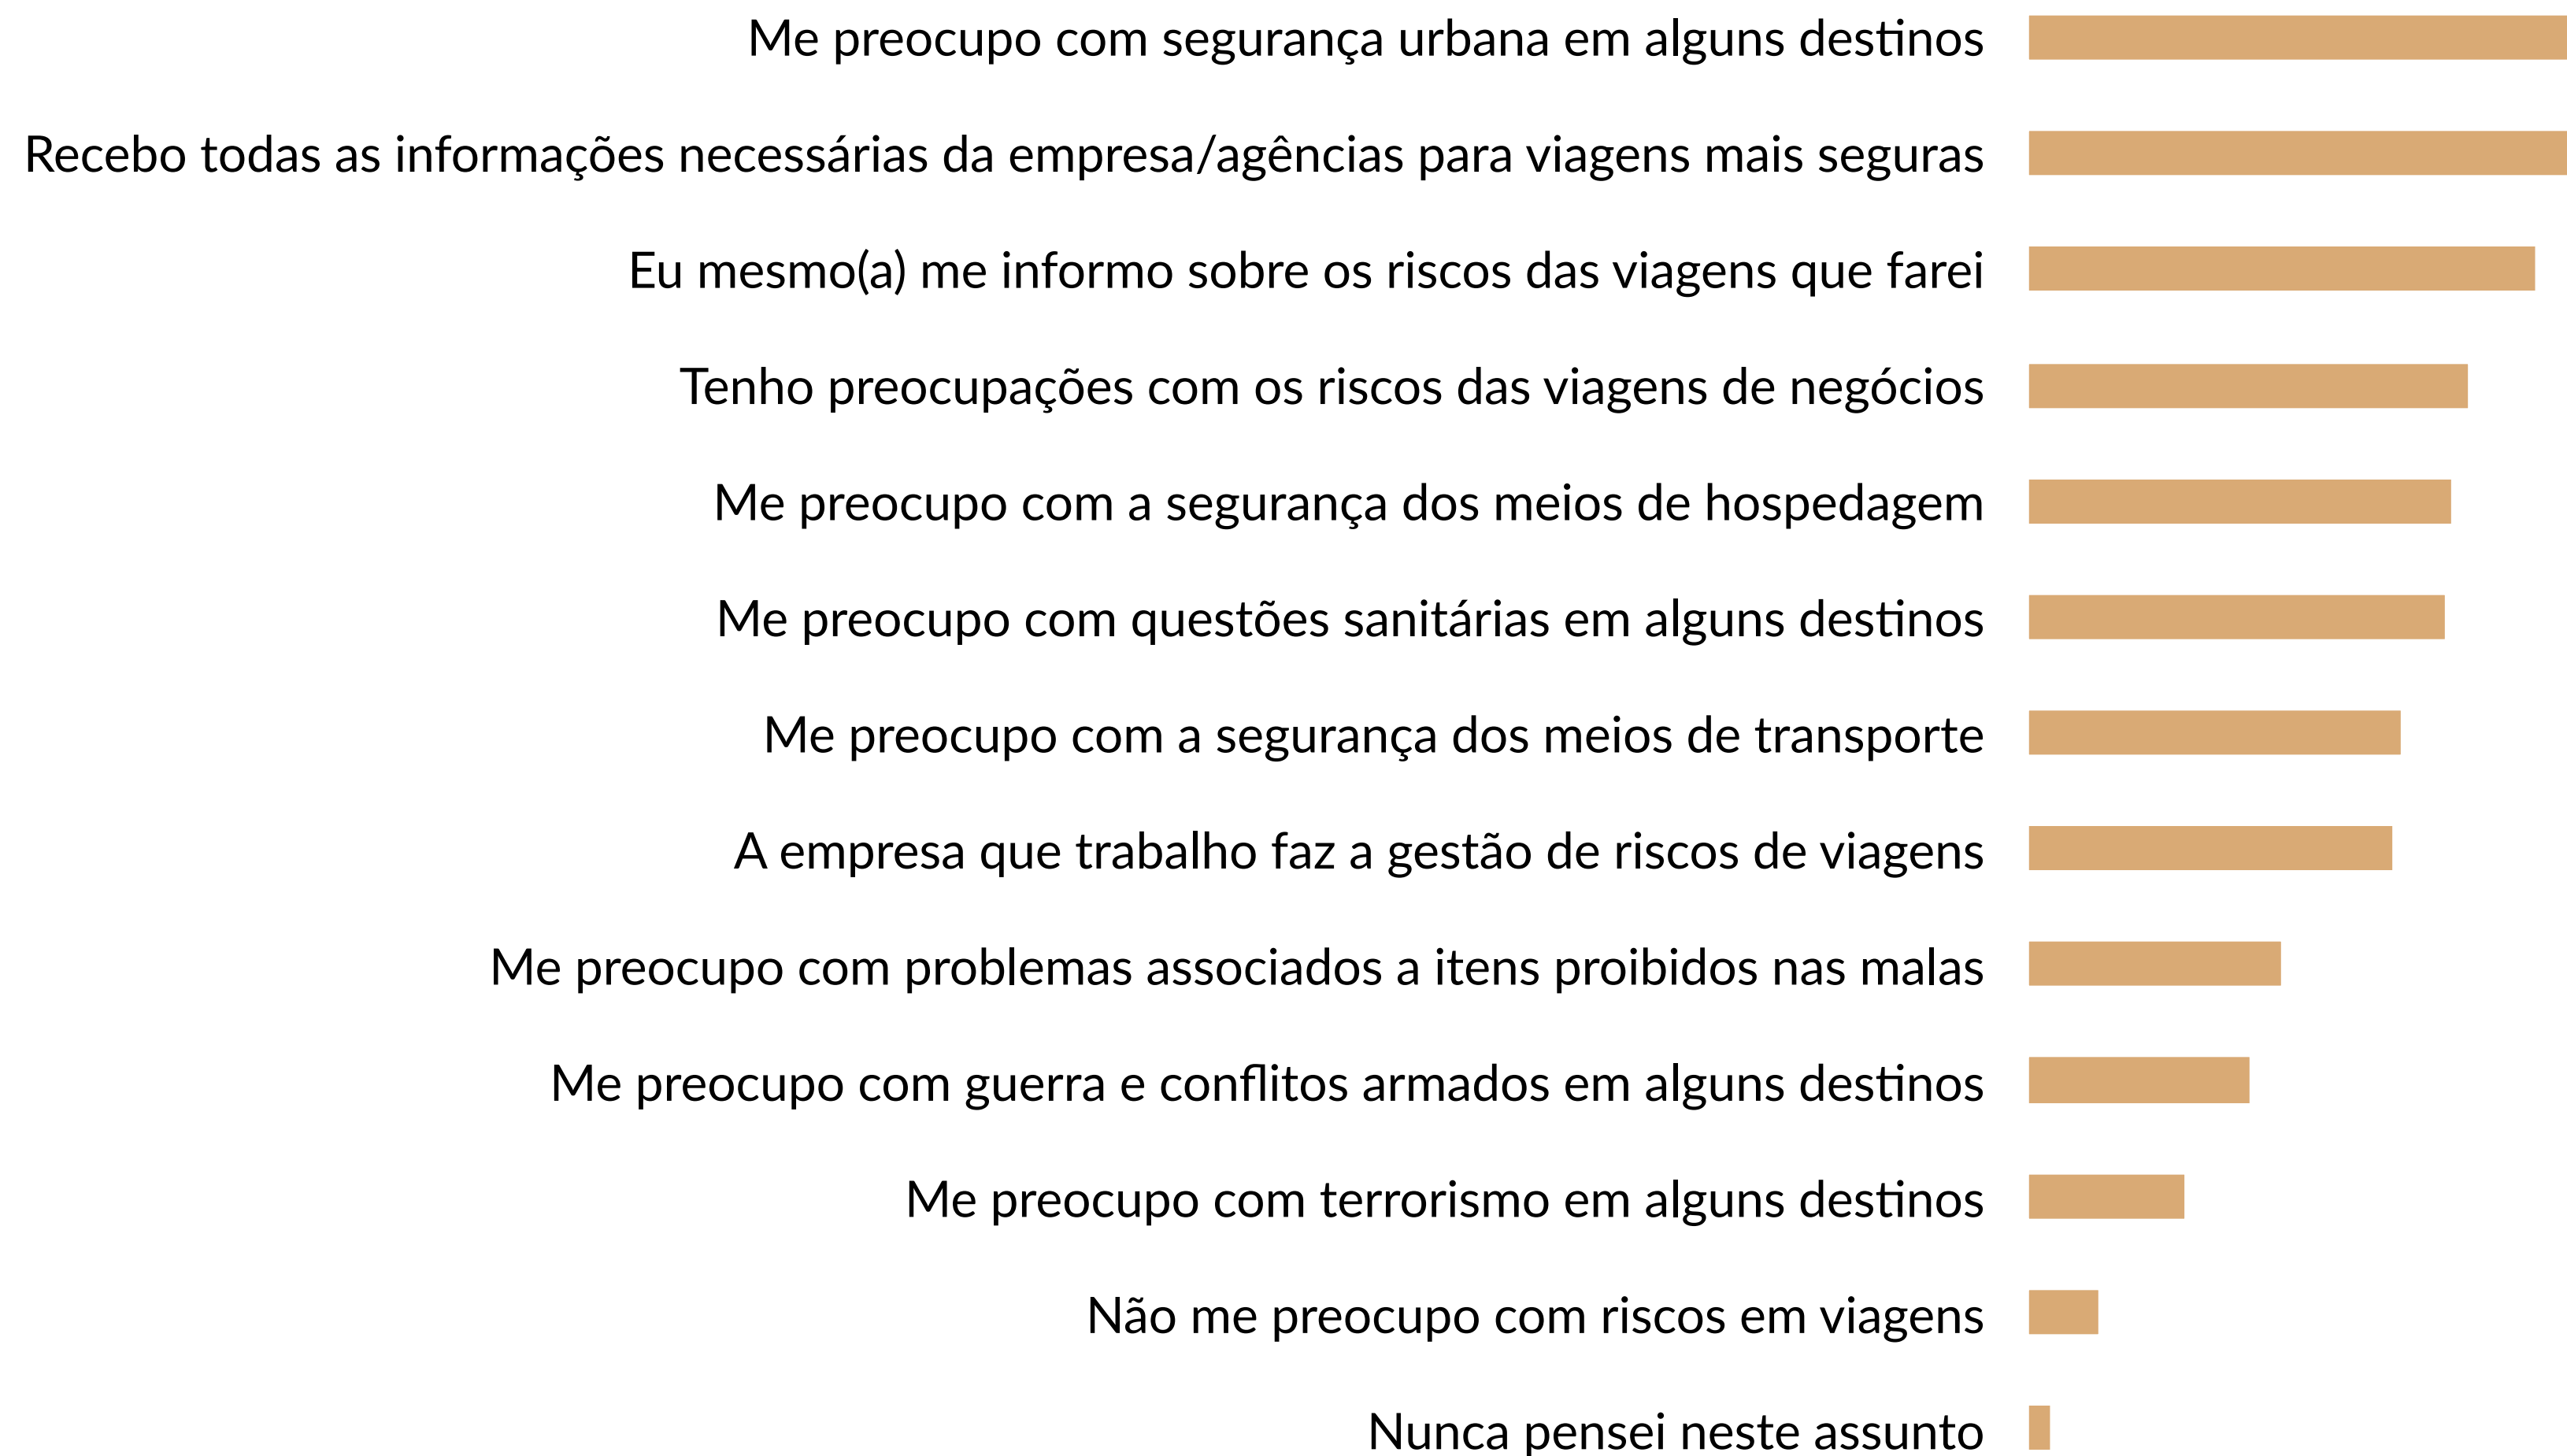 Me preocupo com segurança urbana em alguns destinos
Recebo todas as informações necessárias da empresa/agências para viagens mais seguras
Eu mesmo(a) me informo sobre os riscos das viagens que farei
Tenho preocupações com os riscos das viagens de negócios
Me preocupo com a segurança dos meios de hospedagem
Me preocupo com questões sanitárias em alguns destinos
Me preocupo com a segurança dos meios de transporte
A empresa que trabalho faz a gestão de riscos de viagens
Me preocupo com problemas associados a itens proibidos nas malas
Me preocupo com guerra e conflitos armados em alguns destinos
Me preocupo com terrorismo em alguns destinos
Não me preocupo com riscos em viagens
Nunca pensei neste assunto